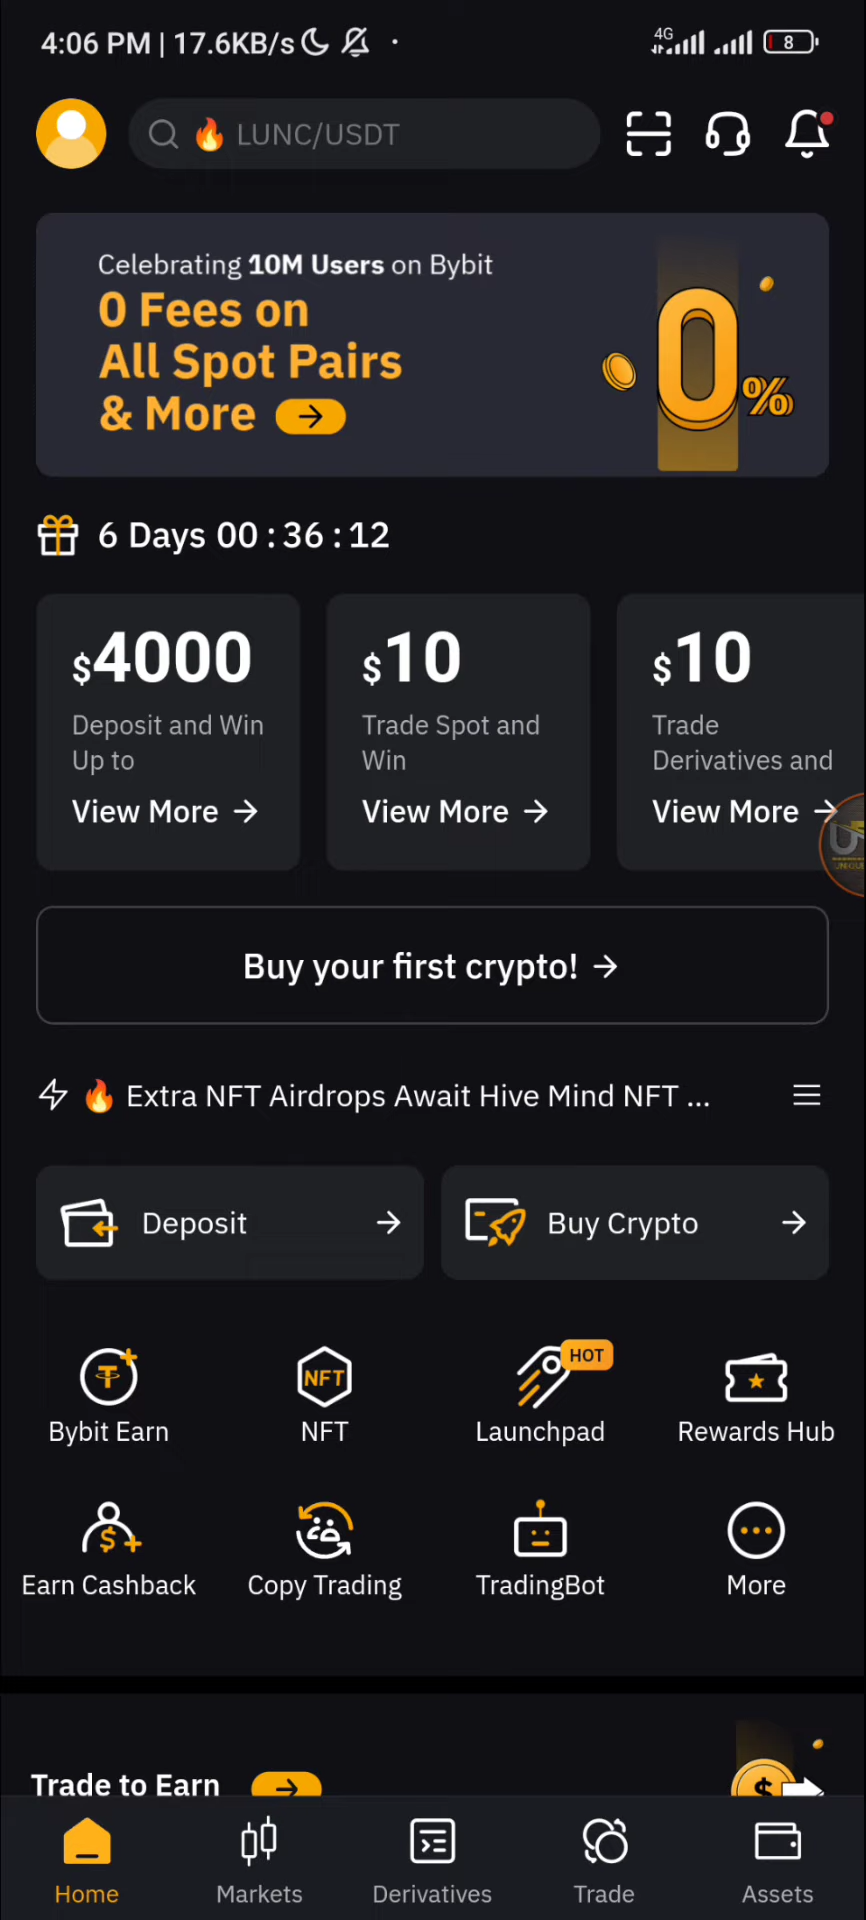 4:06 PM | 17.6KB/s
4G
8
🔥 LUNC/USDT
Celebrating 10M Users on Bybit
0 Fees on
All Spot Pairs
& More
0%
6 Days 00 : 36 : 12
$4000
Deposit and Win
Up to
View More
$10
Trade Spot and
Win
View More
$10
Trade
Derivatives and
View More
Buy your first crypto!
🔥 Extra NFT Airdrops Await Hive Mind NFT ...
Deposit
Buy Crypto
NFT
HOT
Bybit Earn
NFT
Launchpad
Rewards Hub
Earn Cashback
Copy Trading
TradingBot
More
Trade to Earn
Home
Markets
Derivatives
Trade
Assets